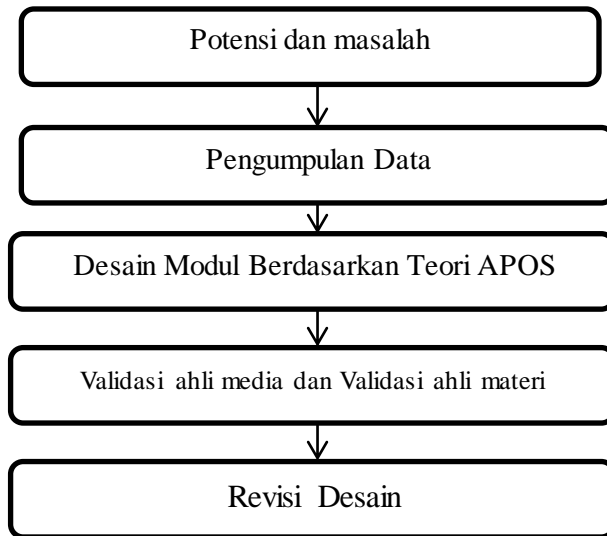 Potensi dan masalah
Pengumpulan Data
Desain Modul Berdasarkan Teori APOS
Validasi ahli media dan Validasi ahli materi
Revisi Desain